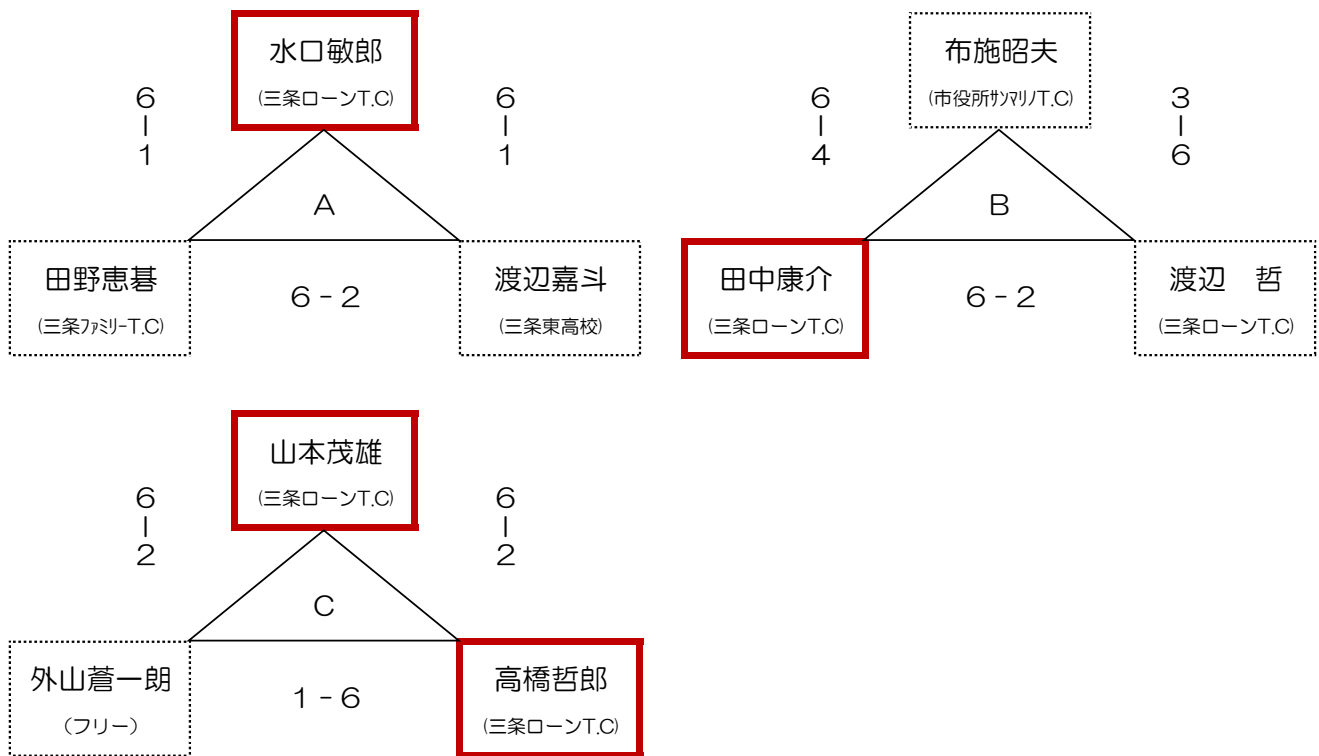 水口敏郎
(三条ローンT.C)
6-1
6-1
A
田野恵碁
(三条ファミリーT.C)
6-2
渡辺嘉斗
(三条東高校)
布施昭夫
(市役所サンマリノT.C)
6-4
3-6
B
田中康介
(三条ローンT.C)
6-2
渡辺 哲
(三条ローンT.C)
山本茂雄
(三条ローンT.C)
6-2
6-2
C
外山蒼一朗
(フリー)
1-6
高橋哲郎
(三条ローンT.C)